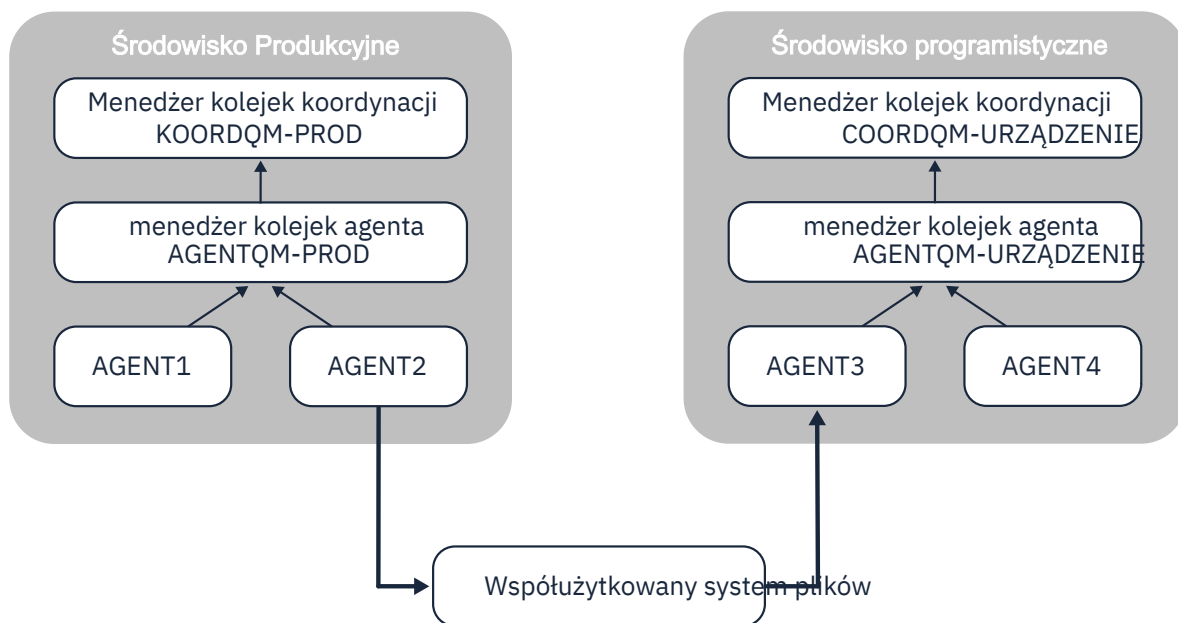 Środowisko Produkcyjne
Menedżer kolejek koordynacji
KOORDQM-PROD
menedżer kolejek agenta
AGENTQM-PROD
AGENT1
AGENT2
Środowisko programistyczne
Menedżer kolejek koordynacji
COORDQM-URZĄDZENIE
menedżer kolejek agenta
AGENTQM-URZĄDZENIE
AGENT3
AGENT4
Współużytkowany system plików